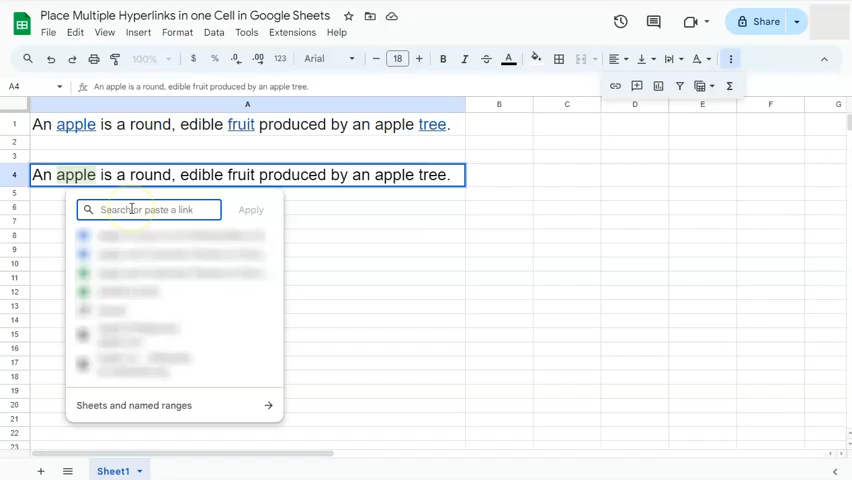 Place Multiple Hyperlinks in one Cell in Google Sheets
Share
File Edit View Insert Format Data Tools Extensions Help
100% $ % .0 .00 123 Arial 18 B I S A A
A4 fx An apple is a round, edible fruit produced by an apple tree.
A B C D E F G
1 An apple is a round, edible fruit produced by an apple tree.
2
3
4 An apple is a round, edible fruit produced by an apple tree.
5
6 Search or paste a link Apply
7
8
9
10
11
12
13
14
15
16
17
18
19
20 Sheets and named ranges
21
22
23
Sheet1